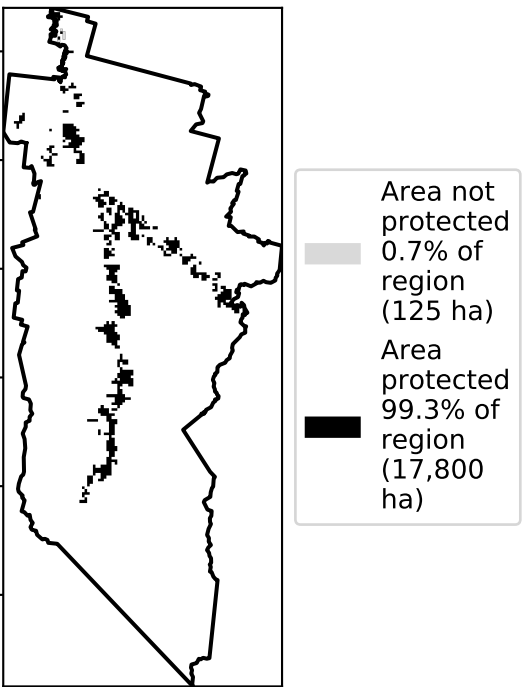 Area not
protected
0.7% of
region
(125 ha)
Area
protected
99.3% of
region
(17,800
ha)